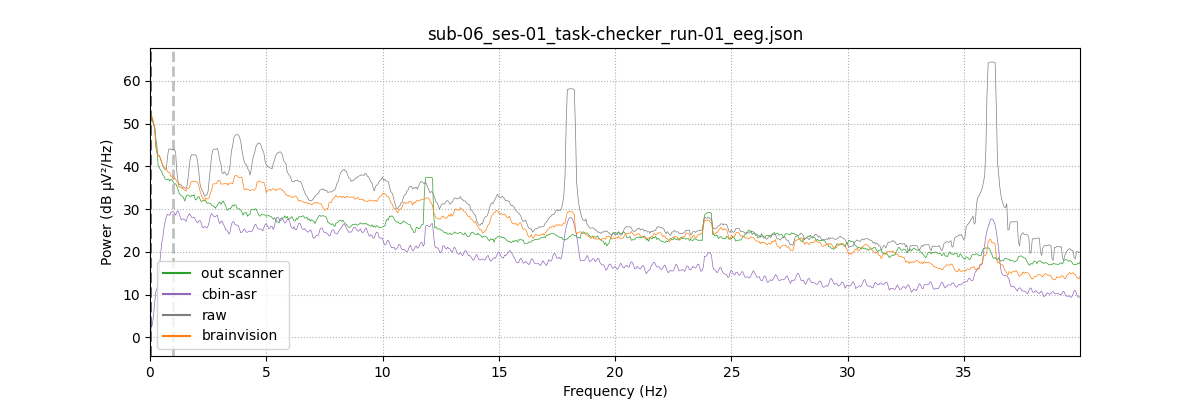 sub-06_ses-01_task-checker_run-01_eeg.json
Power (dB µV²/Hz)
60
50
40
30
20
10
0
out scanner
cbin-asr
raw
brainvision
0 5 10 15 20 25 30 35
Frequency (Hz)